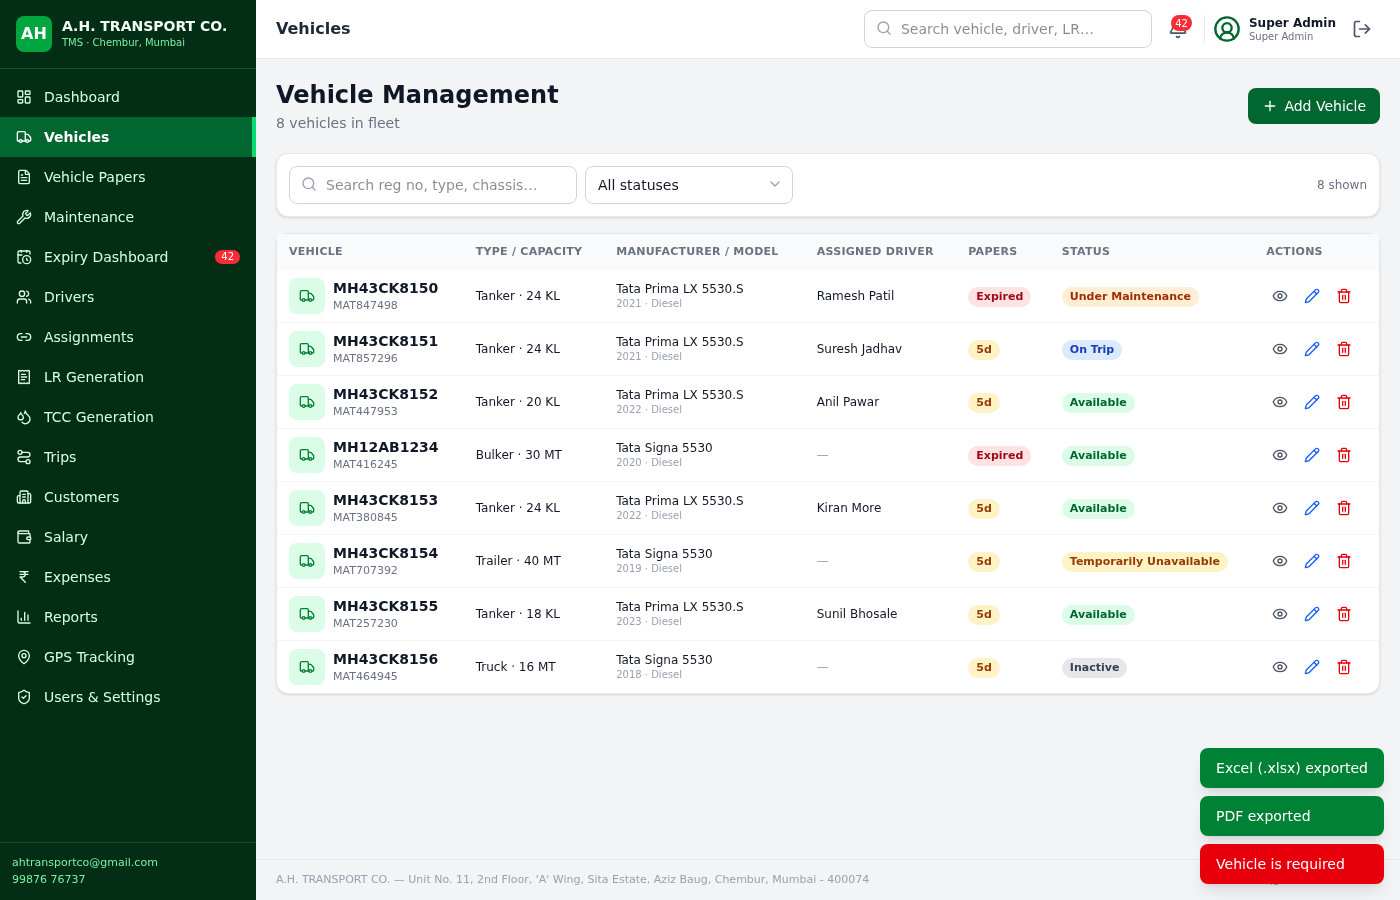 AH
A.H. TRANSPORT CO.
TMS · Chembur, Mumbai
Dashboard
Vehicles
Vehicle Papers
Maintenance
Expiry Dashboard 42
Drivers
Assignments
LR Generation
TCC Generation
Trips
Customers
Salary
Expenses
Reports
GPS Tracking
Users & Settings
ahtransportco@gmail.com
99876 76737
Vehicles
Search vehicle, driver, LR...
42
Super Admin
Super Admin
Vehicle Management
8 vehicles in fleet
Add Vehicle
Search reg no, type, chassis...
All statuses
8 shown
VEHICLE TYPE / CAPACITY MANUFACTURER / MODEL ASSIGNED DRIVER PAPERS STATUS ACTIONS
MH43CK8150 Tanker · 24 KL Tata Prima LX 5530.S Ramesh Patil Expired Under Maintenance
MAT847498 2021 · Diesel
MH43CK8151 Tanker · 24 KL Tata Prima LX 5530.S Suresh Jadhav 5d On Trip
MAT857296 2021 · Diesel
MH43CK8152 Tanker · 20 KL Tata Prima LX 5530.S Anil Pawar 5d Available
MAT447953 2022 · Diesel
MH12AB1234 Bulker · 30 MT Tata Signa 5530 — Expired Available
MAT416245 2020 · Diesel
MH43CK8153 Tanker · 24 KL Tata Prima LX 5530.S Kiran More 5d Available
MAT380845 2022 · Diesel
MH43CK8154 Trailer · 40 MT Tata Signa 5530 — 5d Temporarily Unavailable
MAT707392 2019 · Diesel
MH43CK8155 Tanker · 18 KL Tata Prima LX 5530.S Sunil Bhosale 5d Available
MAT257230 2023 · Diesel
MH43CK8156 Truck · 16 MT Tata Signa 5530 — 5d Inactive
MAT464945 2018 · Diesel
Excel (.xlsx) exported
PDF exported
Vehicle is required
A.H. TRANSPORT CO. — Unit No. 11, 2nd Floor, 'A' Wing, Sita Estate, Aziz Baug, Chembur, Mumbai - 400074